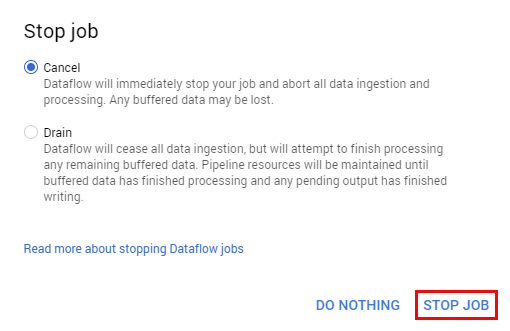 Stop job
Cancel
Dataflow will immediately stop your job and abort all data ingestion and
processing. Any buffered data may be lost.
Drain
Dataflow will cease all data ingestion, but will attempt to finish processing
any remaining buffered data. Pipeline resources will be maintained until
buffered data has finished processing and any pending output has finished
writing.
Read more about stopping Dataflow jobs
DO NOTHING STOP JOB